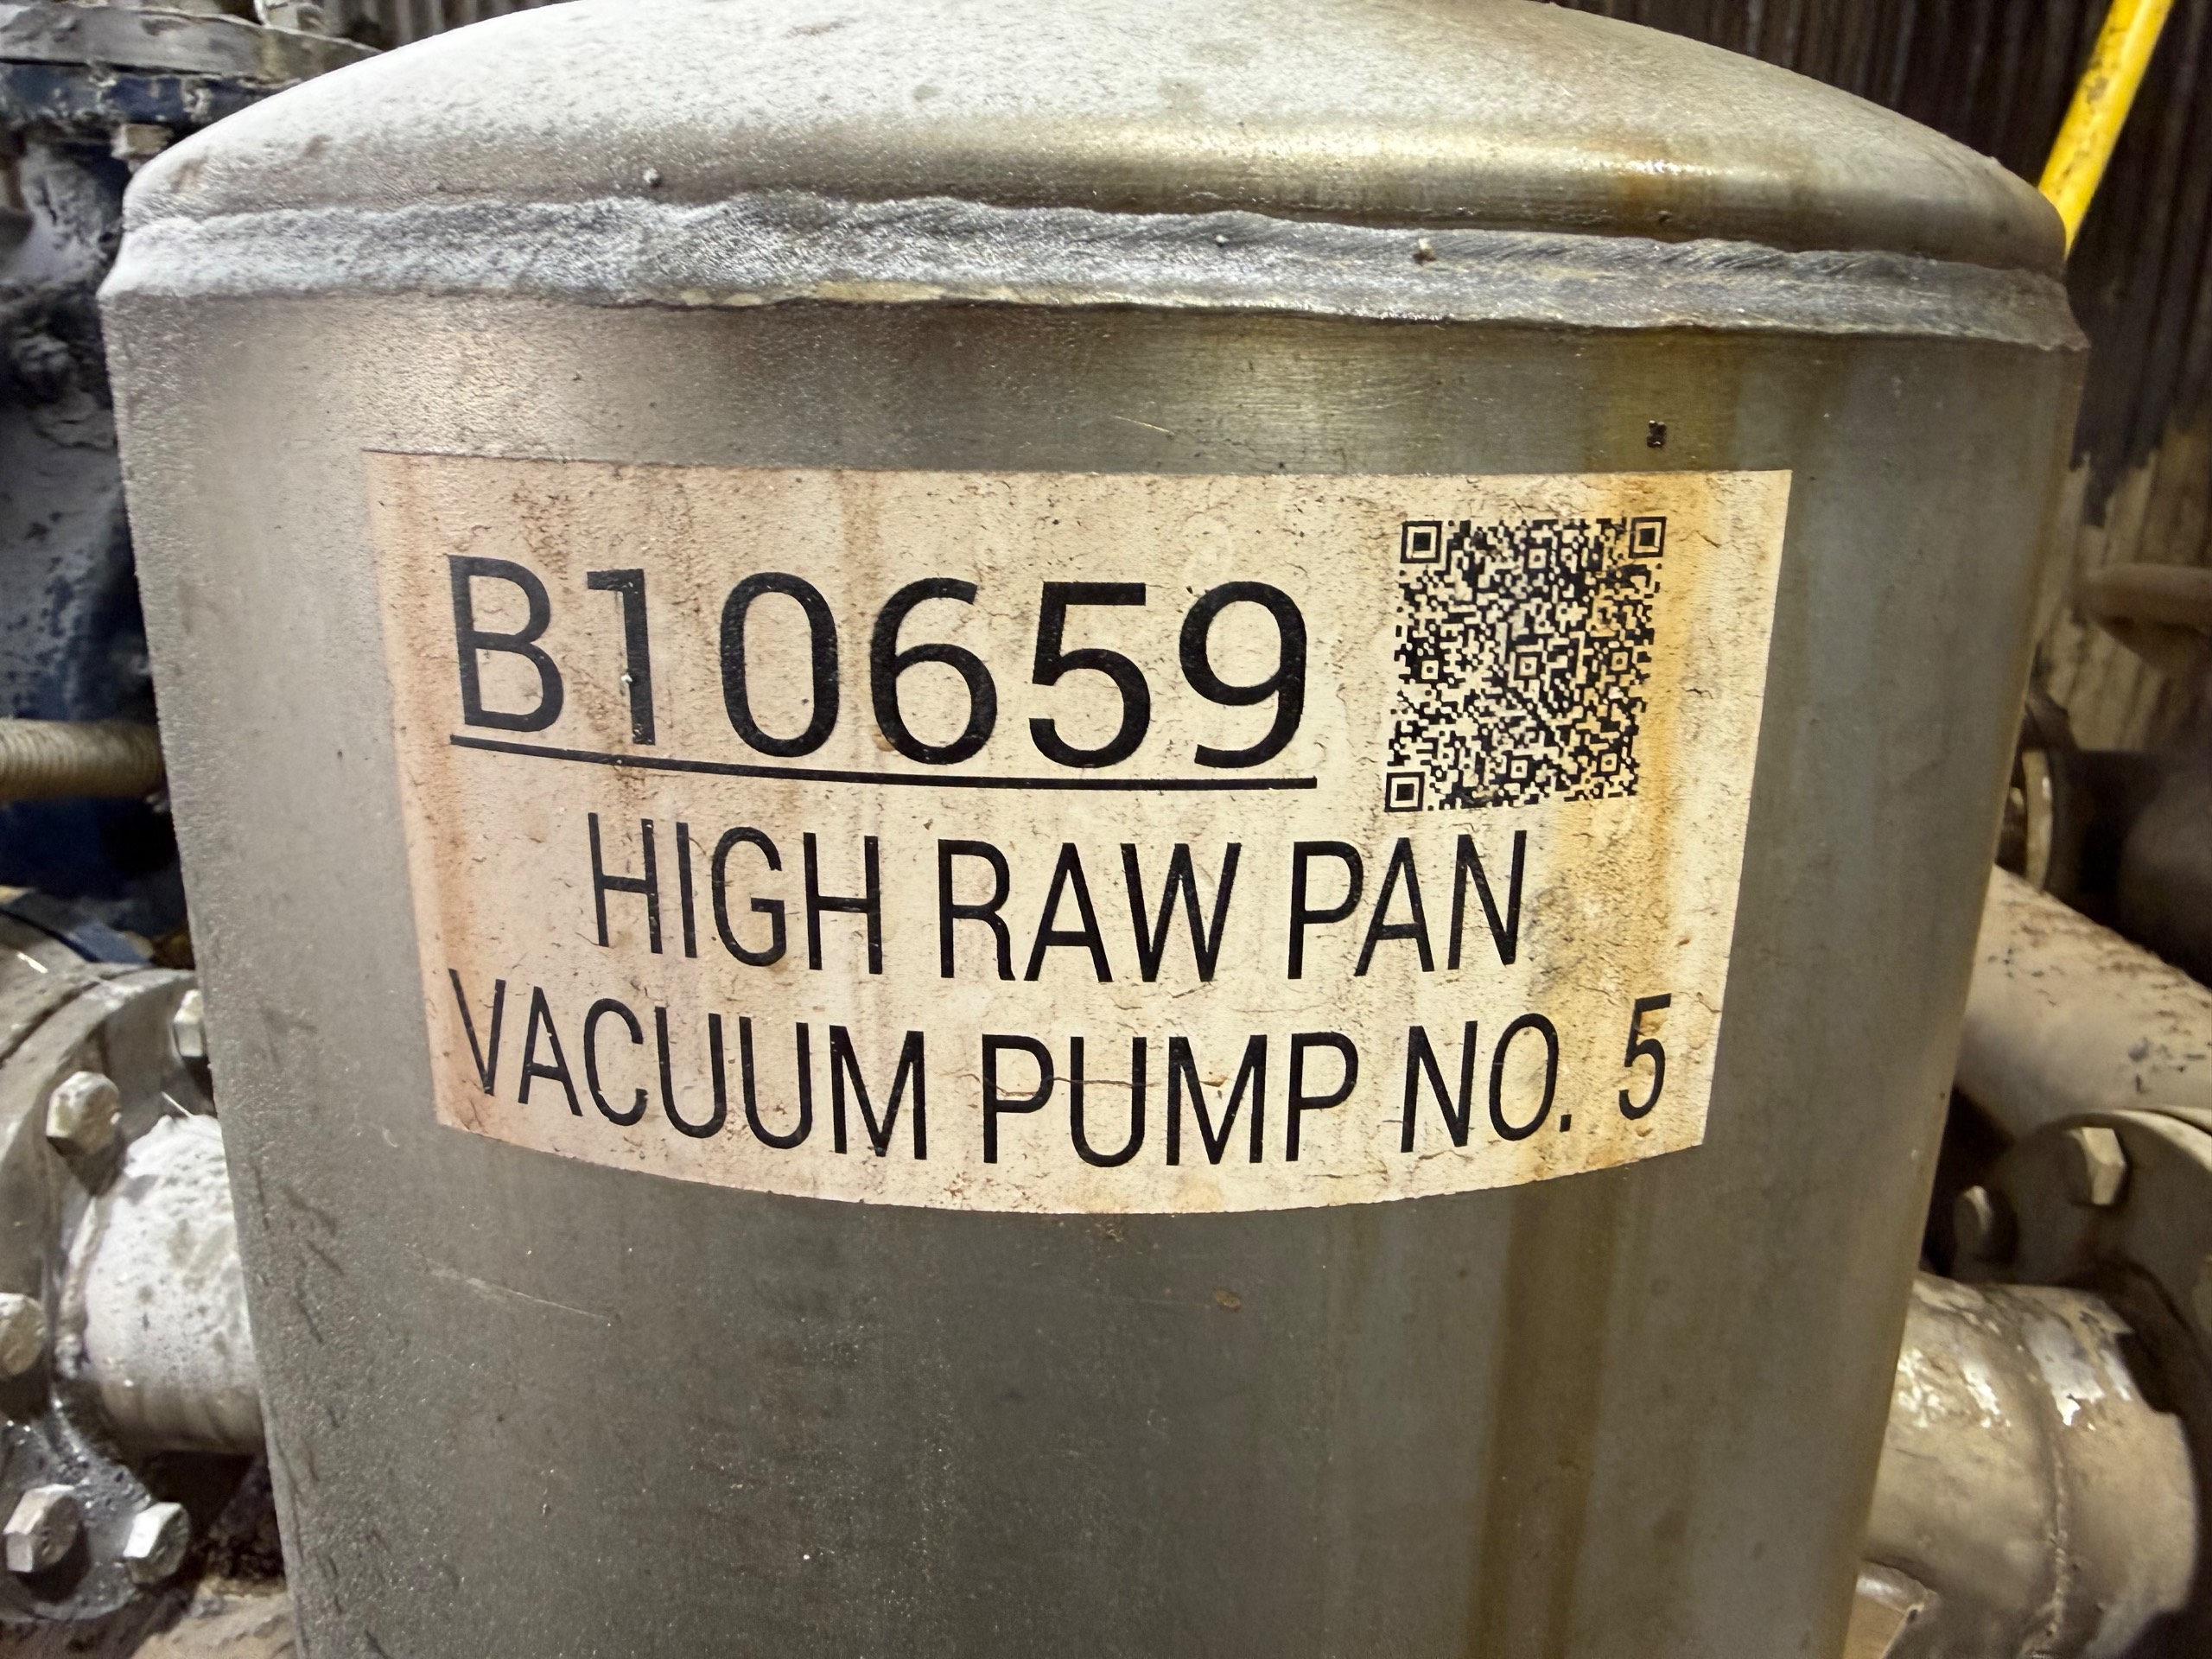 B10659
HIGH RAW PAN
VACUUM PUMP NO. 5